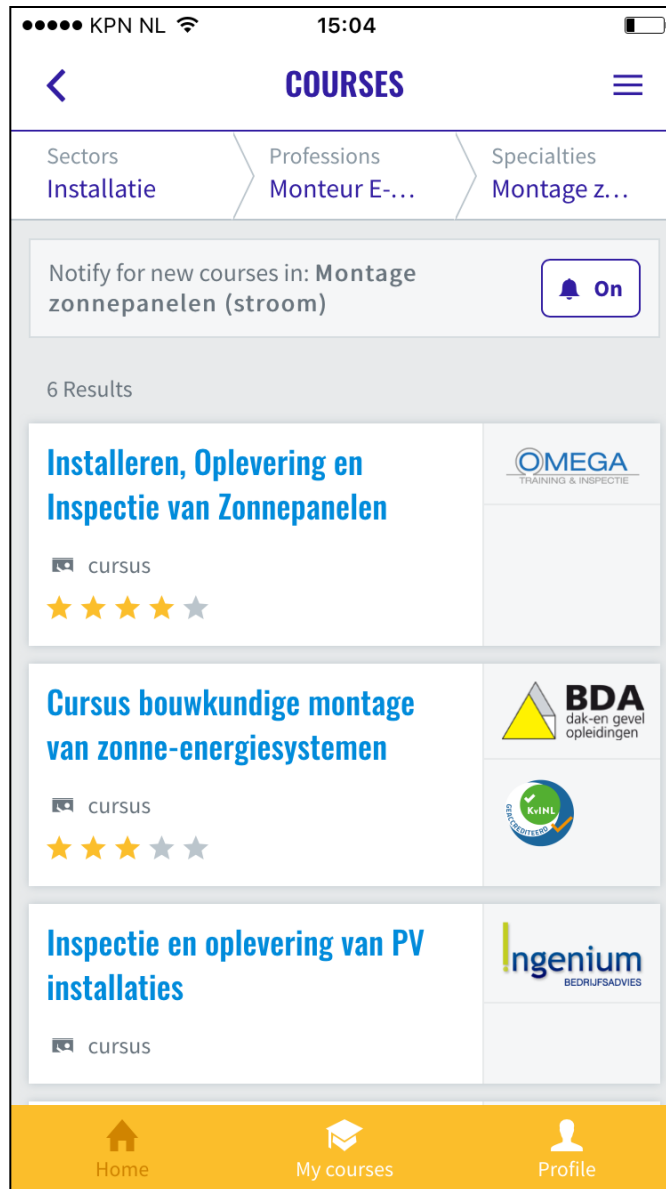 KPN NL 15:04
COURSES
Sectors Professions Specialties
Installatie Monteur E-... Montage z...
Notify for new courses in: Montage
zonnepanelen (stroom)
On
6 Results
Installeren, Oplevering en
Inspectie van Zonnepanelen
cursus
OMEGA
TRAINING & INSPECTIE
Cursus bouwkundige montage
van zonne-energiesystemen
cursus
BDA
dak-en gevel
opleidingen
KvINL
GEACCREDITEERD
Inspectie en oplevering van PV
installaties
cursus
Ingenium
BEDRIJFSADVIES
Home My courses Profile